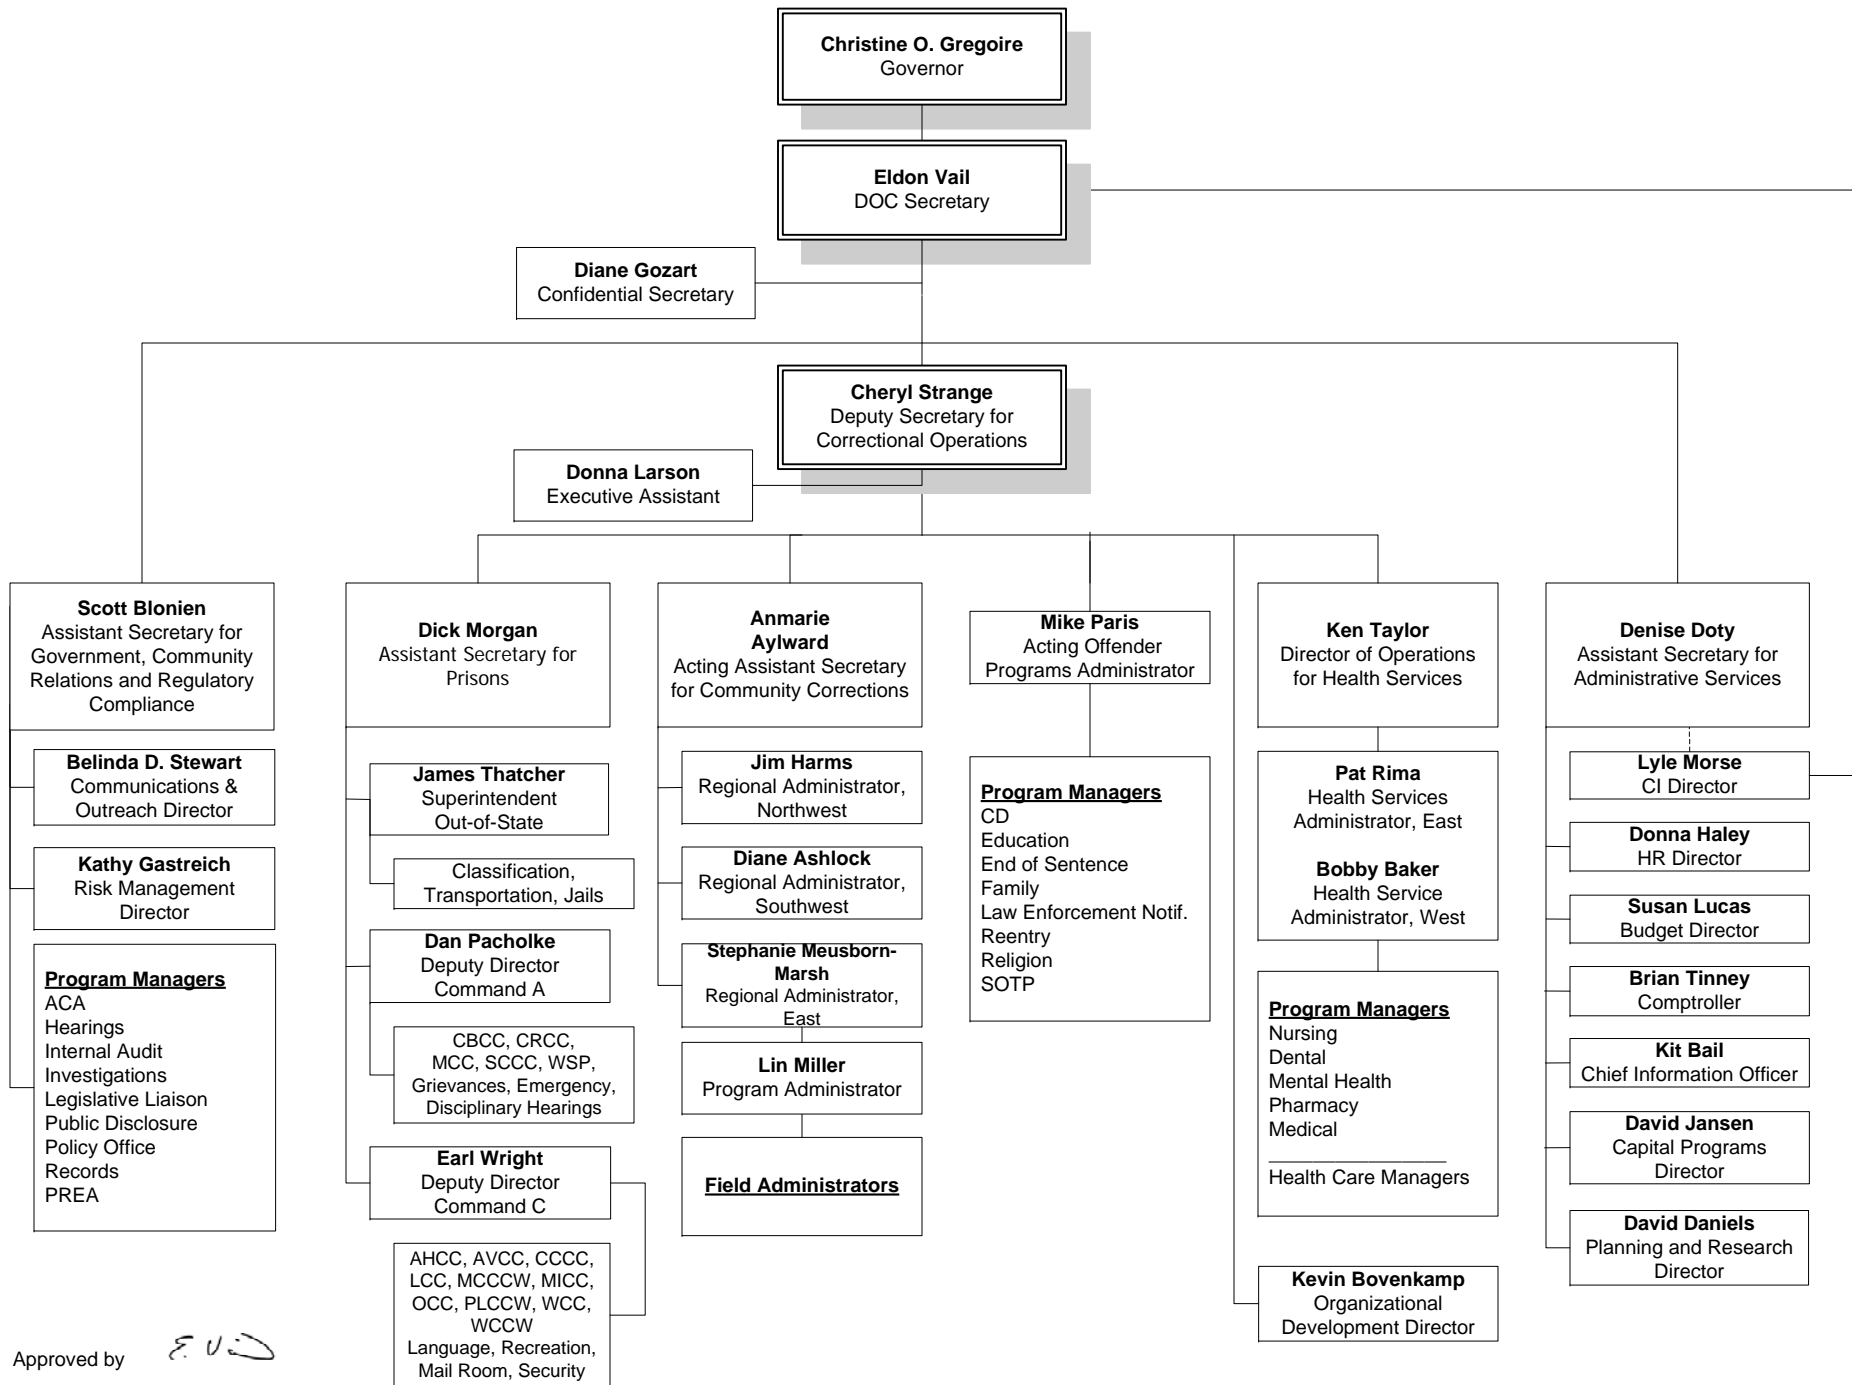 Christine O. Gregoire
Governor
Eldon Vail
DOC Secretary
Diane Gozart
Confidential Secretary
Cheryl Strange
Deputy Secretary for
Correctional Operations
Donna Larson
Executive Assistant
Scott Blonien
Assistant Secretary for
Government, Community
Relations and Regulatory
Compliance
Belinda D. Stewart
Communications &
Outreach Director
Kathy Gastreich
Risk Management
Director
Program Managers
ACA
Hearings
Internal Audit
Investigations
Legislative Liaison
Public Disclosure
Policy Office
Records
PREA
Dick Morgan
Assistant Secretary for
Prisons
James Thatcher
Superintendent
Out-of-State
Classification,
Transportation, Jails
Dan Pacholke
Deputy Director
Command A
CBCC, CRCC,
MCC, SCCC, WSP,
Grievances, Emergency,
Disciplinary Hearings
Earl Wright
Deputy Director
Command C
AHCC, AVCC, CCCC,
LCC, MCCCW, MICC,
OCC, PLCCW, WCC,
WCCW
Language, Recreation,
Mail Room, Security
Anmarie
Aylward
Acting Assistant Secretary
for Community Corrections
Jim Harms
Regional Administrator,
Northwest
Diane Ashlock
Regional Administrator,
Southwest
Stephanie Meusborn-
Marsh
Regional Administrator,
East
Lin Miller
Program Administrator
Field Administrators
Mike Paris
Acting Offender
Programs Administrator
Program Managers
CD
Education
End of Sentence
Family
Law Enforcement Notif.
Reentry
Religion
SOTP
Ken Taylor
Director of Operations
for Health Services
Pat Rima
Health Services
Administrator, East
Bobby Baker
Health Service
Administrator, West
Program Managers
Nursing
Dental
Mental Health
Pharmacy
Medical
Health Care Managers
Kevin Bovenkamp
Organizational
Development Director
Denise Doty
Assistant Secretary for
Administrative Services
Lyle Morse
CI Director
Donna Haley
HR Director
Susan Lucas
Budget Director
Brian Tinney
Comptroller
Kit Bail
Chief Information Officer
David Jansen
Capital Programs
Director
David Daniels
Planning and Research
Director
Approved by